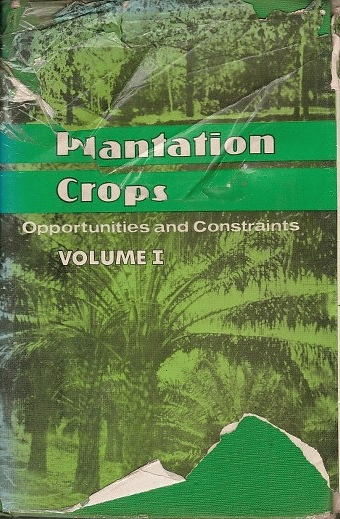 Plantation
Crops
Opportunities and Constraints
VOLUME I